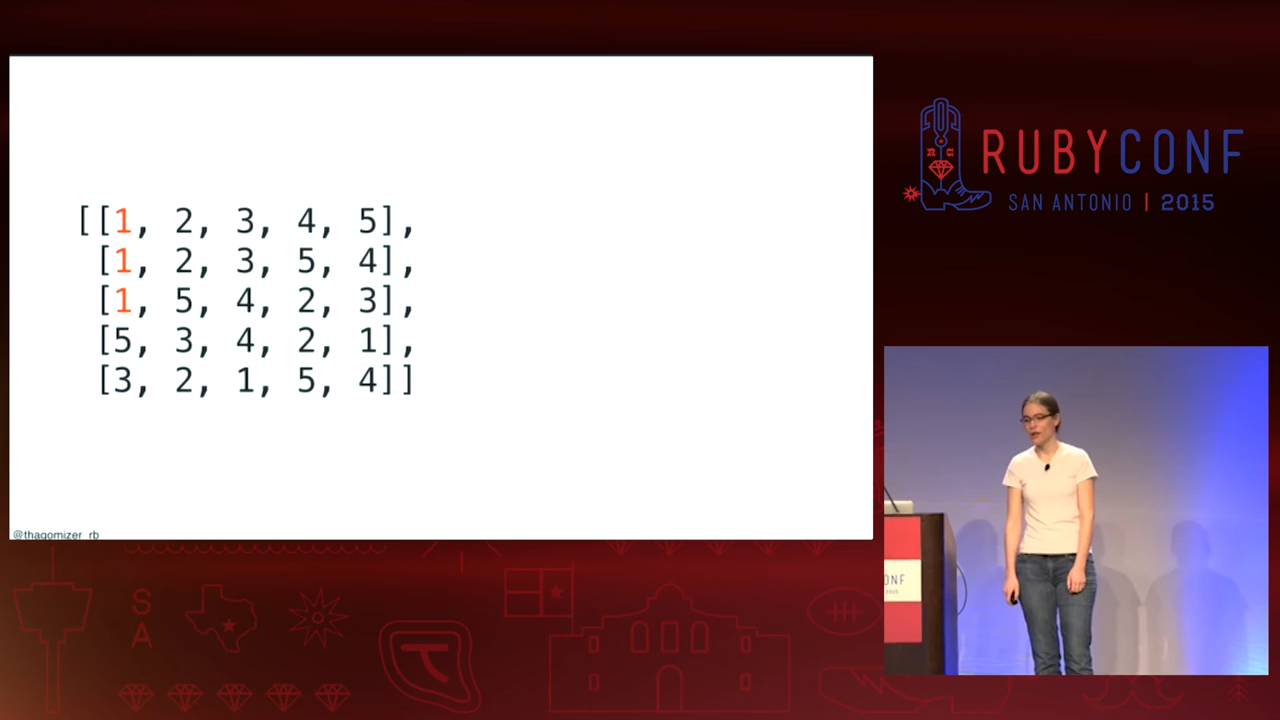 [[1, 2, 3, 4, 5],
[1, 2, 3, 5, 4],
[1, 5, 4, 2, 3],
[5, 3, 4, 2, 1],
[3, 2, 1, 5, 4]]
@thagomizer_rb
RUBYCONF
SAN ANTONIO | 2015
S
A
ONF